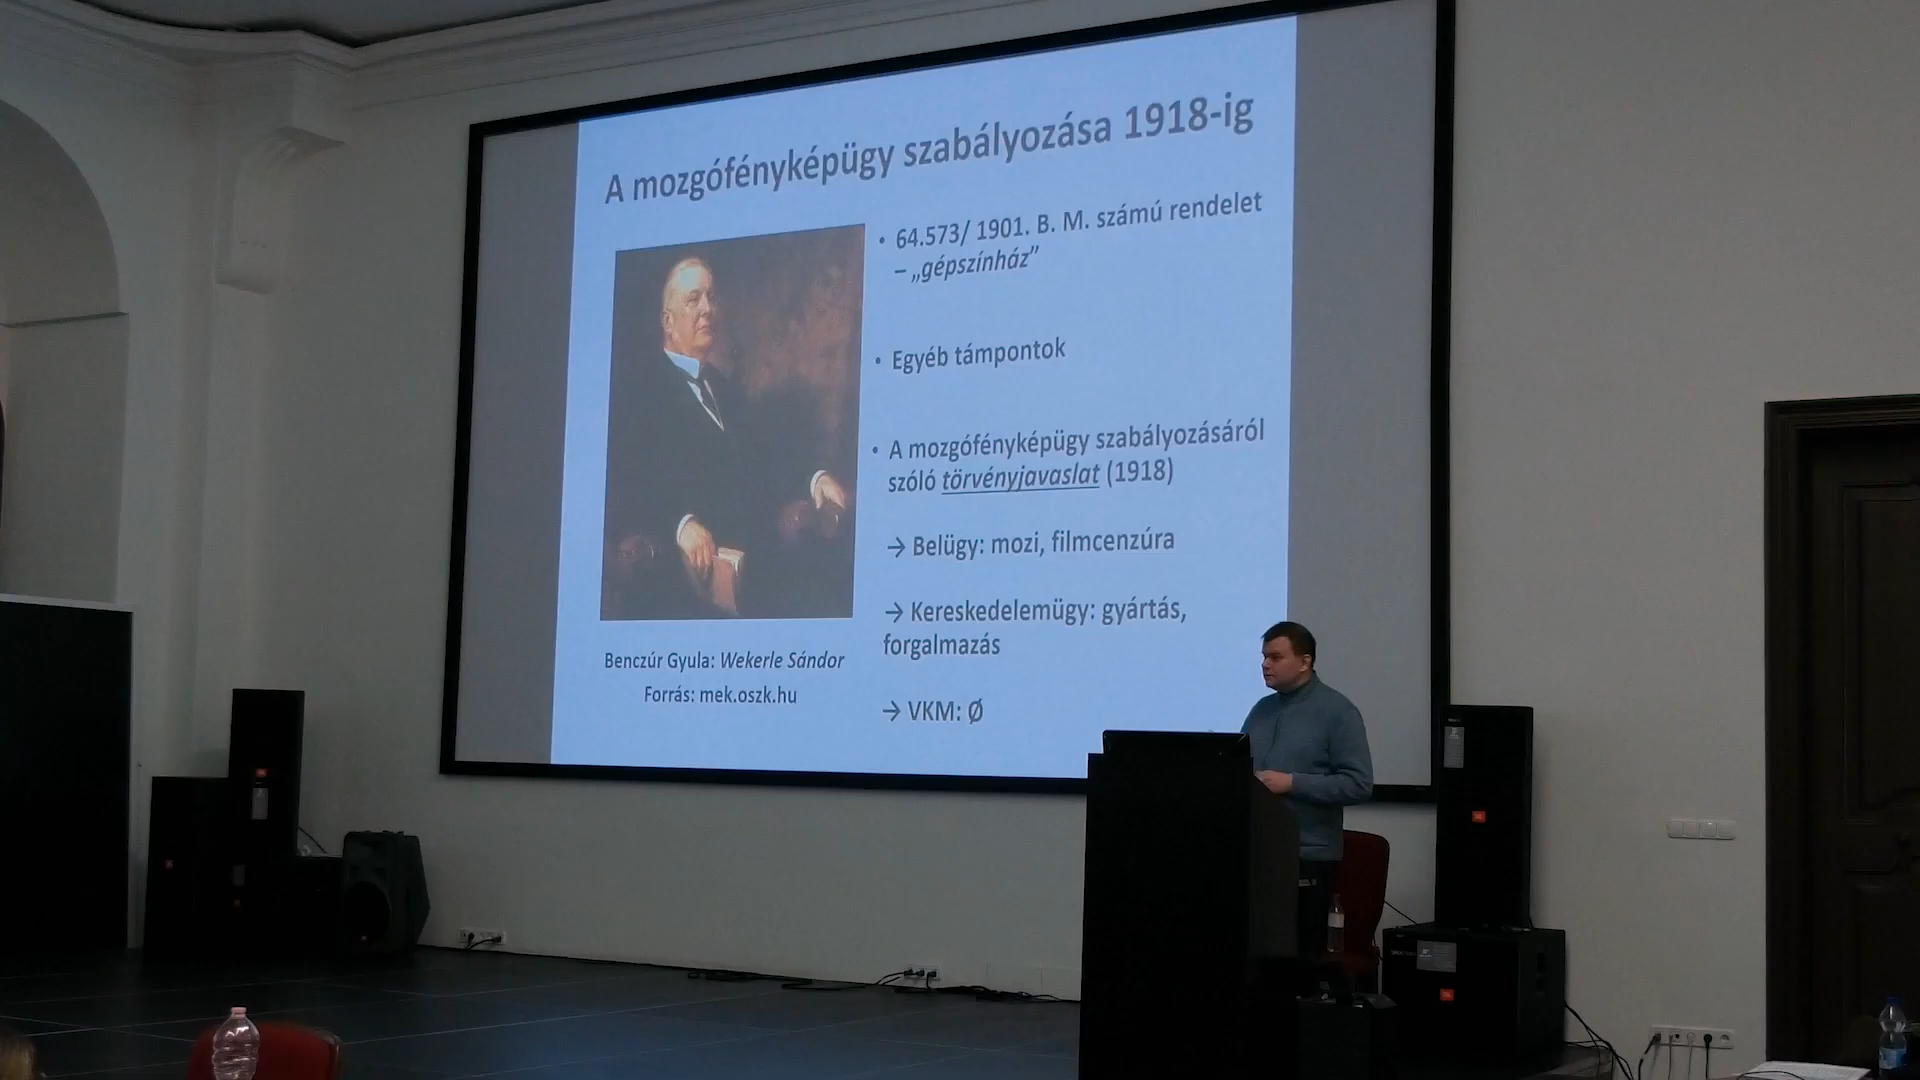 A mozgófényképügy szabályozása 1918-ig
• 64.573/ 1901. B. M. számú rendelet
– „gépszínház”
• Egyéb támpontok
• A mozgófényképügy szabályozásáról
szóló törvényjavaslat (1918)
→ Belügy: mozi, filmcenzúra
→ Kereskedelemügy: gyártás,
forgalmazás
→ VKM: Ø
Benczúr Gyula: Wekerle Sándor
Forrás: mek.oszk.hu